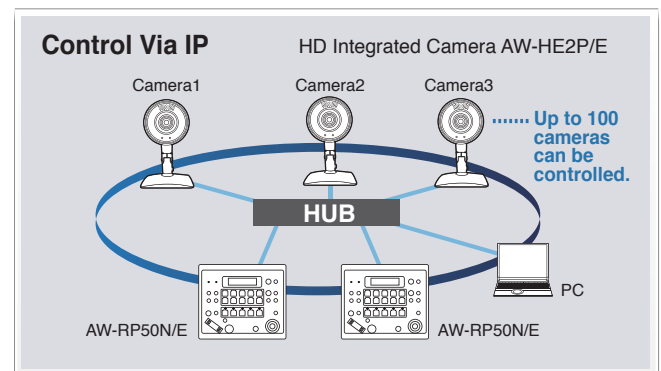 Control Via IP
HD Integrated Camera AW-HE2P/E
Camera1
Camera2
Camera3
Up to 100
cameras
can be
controlled.
HUB
PC
AW-RP50N/E
AW-RP50N/E